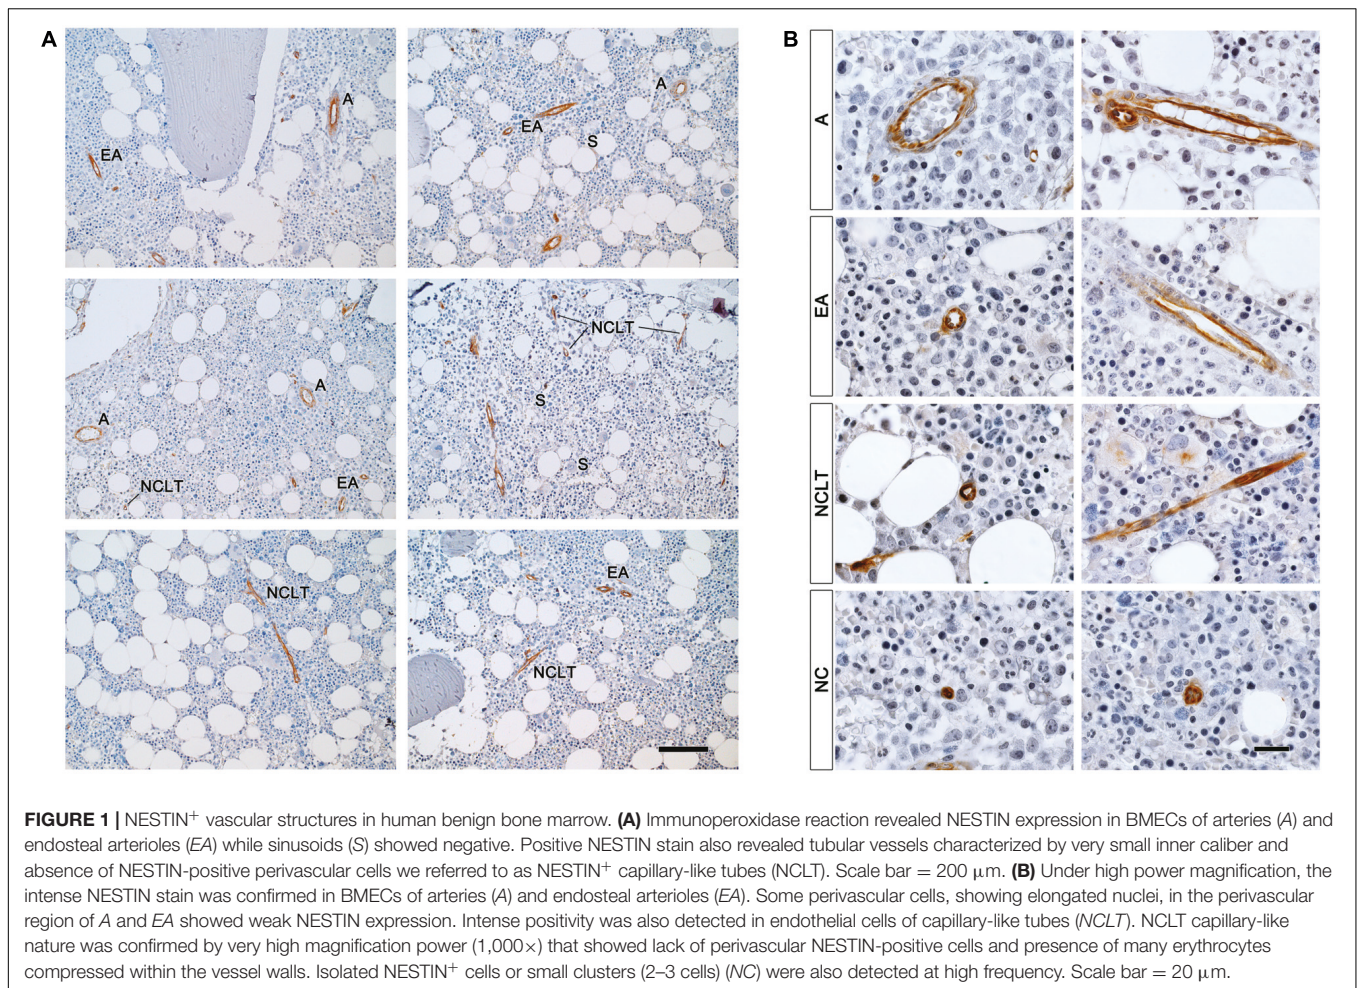 A
A
EA
A
EA
S
A
A
NCLT
EA
NCLT
S
S
NCLT
EA
NCLT
B
A
EA
NCLT
NC
FIGURE 1 | NESTIN+ vascular structures in human benign bone marrow. (A) Immunoperoxidase reaction revealed NESTIN expression in BMECs of arteries (A) and
endosteal arterioles (EA) while sinusoids (S) showed negative. Positive NESTIN stain also revealed tubular vessels characterized by very small inner caliber and
absence of NESTIN-positive perivascular cells we referred to as NESTIN+ capillary-like tubes (NCLT). Scale bar = 200 μm. (B) Under high power magnification, the
intense NESTIN stain was confirmed in BMECs of arteries (A) and endosteal arterioles (EA). Some perivascular cells, showing elongated nuclei, in the perivascular
region of A and EA showed weak NESTIN expression. Intense positivity was also detected in endothelial cells of capillary-like tubes (NCLT). NCLT capillary-like
nature was confirmed by very high magnification power (1,000×) that showed lack of perivascular NESTIN-positive cells and presence of many erythrocytes
compressed within the vessel walls. Isolated NESTIN+ cells or small clusters (2–3 cells) (NC) were also detected at high frequency. Scale bar = 20 μm.